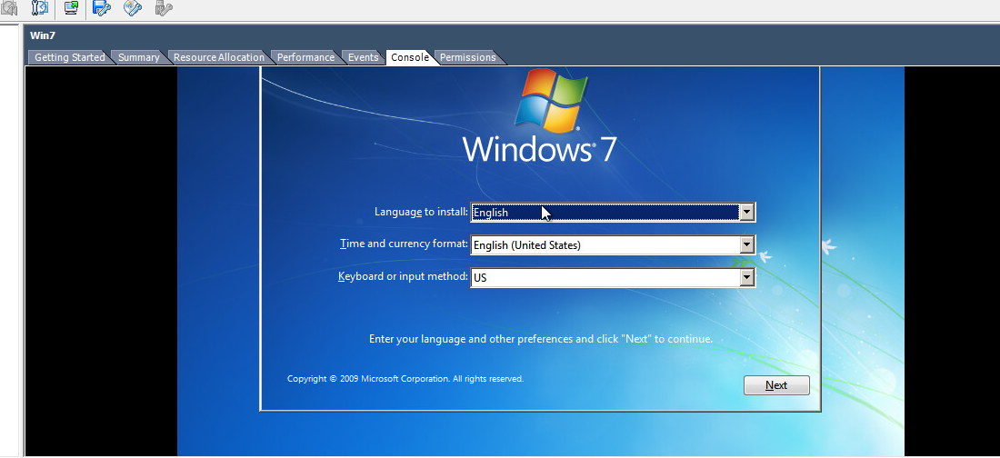 Win7
Getting Started Summary Resource Allocation Performance Events Console Permissions
Windows® 7
Language to install: English
Time and currency format: English (United States)
Keyboard or input method: US
Enter your language and other preferences and click "Next" to continue.
Copyright © 2009 Microsoft Corporation. All rights reserved.
Next